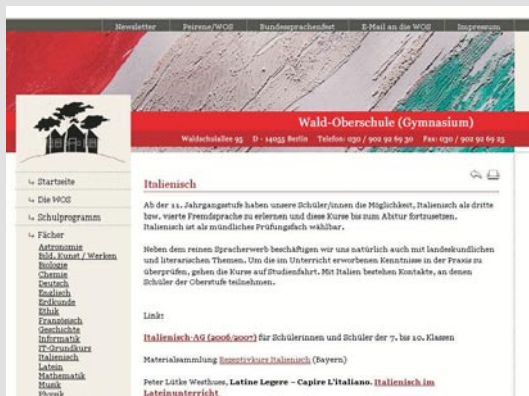 Newsletter Peirene/WOS Bundessprachenfest E-Mail an die WOS Impressum
Wald-Oberschule (Gymnasium)
Waldschulallee 95 D - 14055 Berlin Telefon: 030 / 902 92 69 30 Fax: 030 / 902 92 69 25
Startseite
Die WOS
Schulprogramm
Fächer
Astronomie
Bild. Kunst / Werken
Biologie
Chemie
Deutsch
Englisch
Erdkunde
Ethik
Französisch
Geschichte
Informatik
IT-Grundkurs
Italienisch
Latein
Mathematik
Musik
Physik
Italienisch
Ab der 11. Jahrgangsstufe haben unsere Schüler/innen die Möglichkeit, Italienisch als dritte
bzw. vierte Fremdsprache zu erlernen und diese Kurse bis zum Abitur fortzusetzen.
Italienisch ist als mündliches Prüfungsfach wählbar.
Neben dem reinen Spracherwerb beschäftigen wir uns natürlich auch mit landeskundlichen
und literarischen Themen. Um die im Unterricht erworbenen Kenntnisse in der Praxis zu
überprüfen, gehen die Kurse auf Studienfahrt. Mit Italien bestehen Kontakte, an denen
Schüler der Oberstufe teilnehmen.
Link:
Italienisch-AG (2006/2007) für Schülerinnen und Schüler der 7. bis 10. Klassen
Materialsammlung Rezeptivkurs Italienisch (Bayern)
Peter Lütke Westhues, Latine Legere – Capire L'italiano. Italienisch im
Lateinunterricht